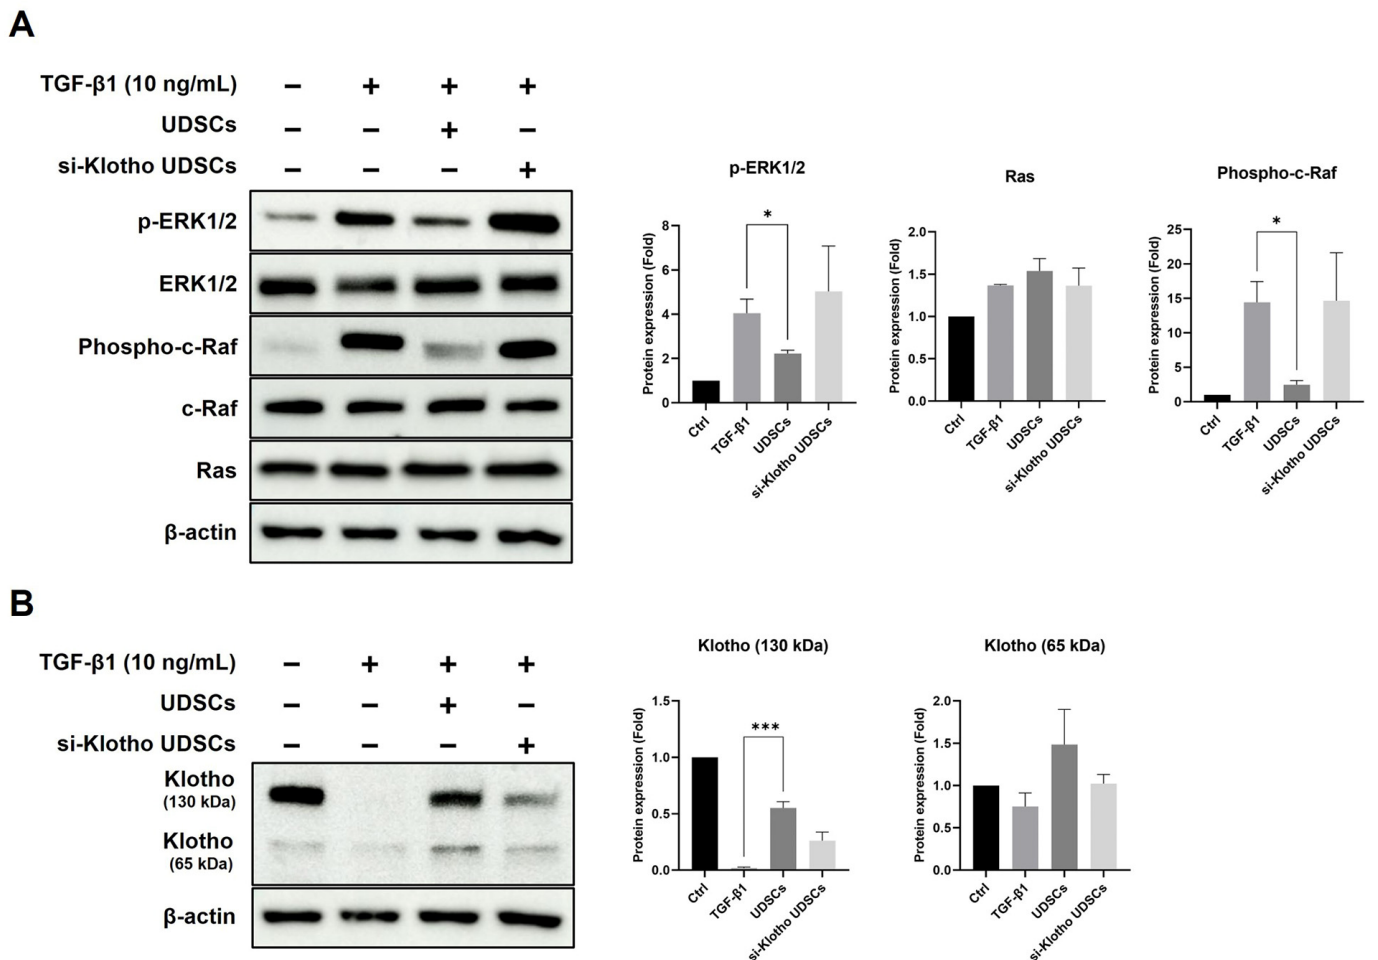 A
TGF-β1 (10 ng/mL) – + + +
UDSCs – – + –
si-Klotho UDSCs – – – +
p-ERK1/2
ERK1/2
Phospho-c-Raf
c-Raf
Ras
β-actin
p-ERK1/2
*
Protein expression (Fold)
8
6
4
2
0
Ctrl
TGF-β1
UDSCs
si-Klotho UDSCs
Ras
Protein expression (Fold)
2.0
1.5
1.0
0.5
0.0
Ctrl
TGF-β1
UDSCs
si-Klotho UDSCs
Phospho-c-Raf
*
Protein expression (Fold)
25
20
15
10
5
0
Ctrl
TGF-β1
UDSCs
si-Klotho UDSCs
B
TGF-β1 (10 ng/mL) – + + +
UDSCs – – + –
si-Klotho UDSCs – – – +
Klotho
(130 kDa)
Klotho
(65 kDa)
β-actin
Klotho (130 kDa)
***
Protein expression (Fold)
1.5
1.0
0.5
0.0
Ctrl
TGF-β1
UDSCs
si-Klotho UDSCs
Klotho (65 kDa)
Protein expression (Fold)
2.0
1.5
1.0
0.5
0.0
Ctrl
TGF-β1
UDSCs
si-Klotho UDSCs